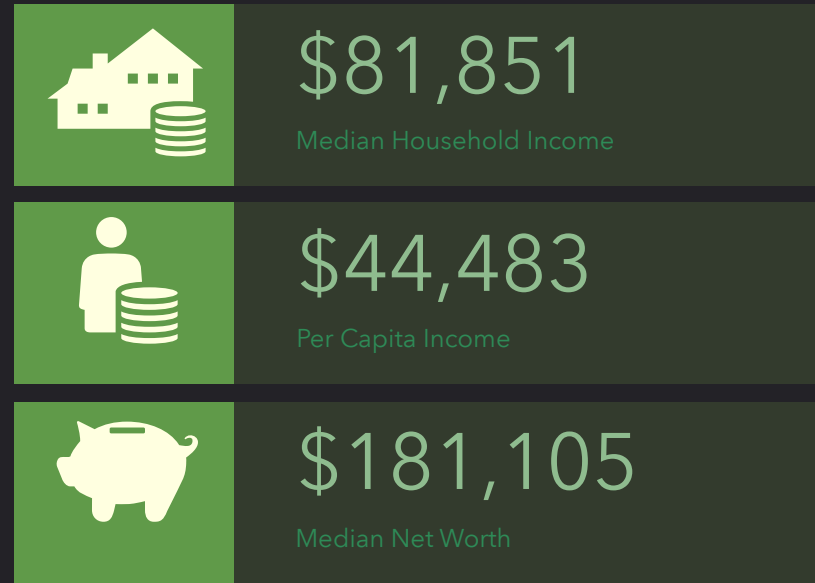 $81,851
Median Household Income
$44,483
Per Capita Income
$181,105
Median Net Worth